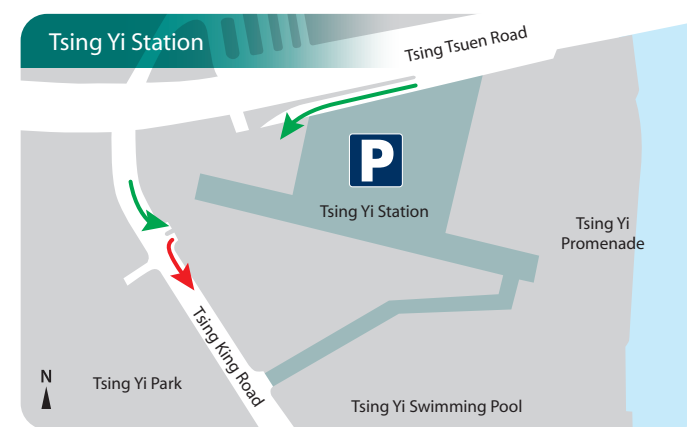 Tsing Yi Station
Tsing Tsuen Road
P
Tsing Yi Station
Tsing Yi
Promenade
Tsing King Road
N
Tsing Yi Park
Tsing Yi Swimming Pool